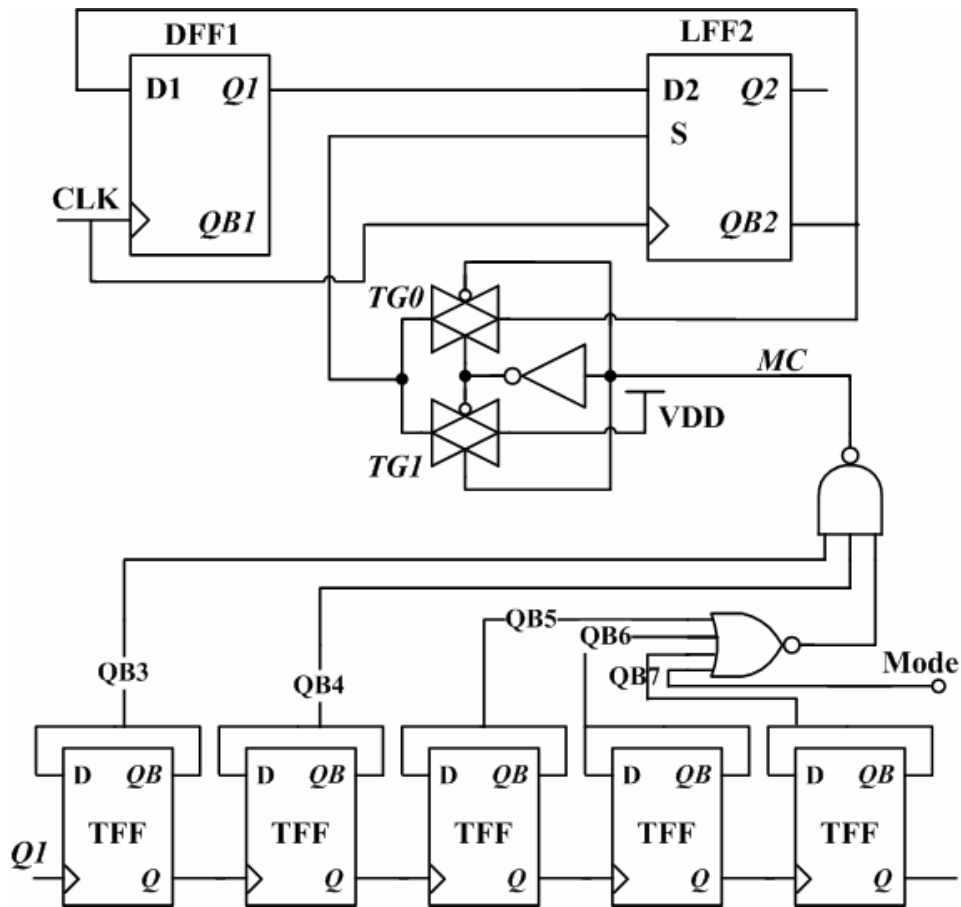 DFF1
LFF2
D1
Q1
D2
Q2
S
CLK
QB1
QB2
TG0
MC
VDD
TG1
QB5
QB6
QB7
Mode
QB3
QB4
D
QB
D
QB
D
QB
D
QB
D
QB
TFF
TFF
TFF
TFF
TFF
Q1
Q
Q
Q
Q
Q